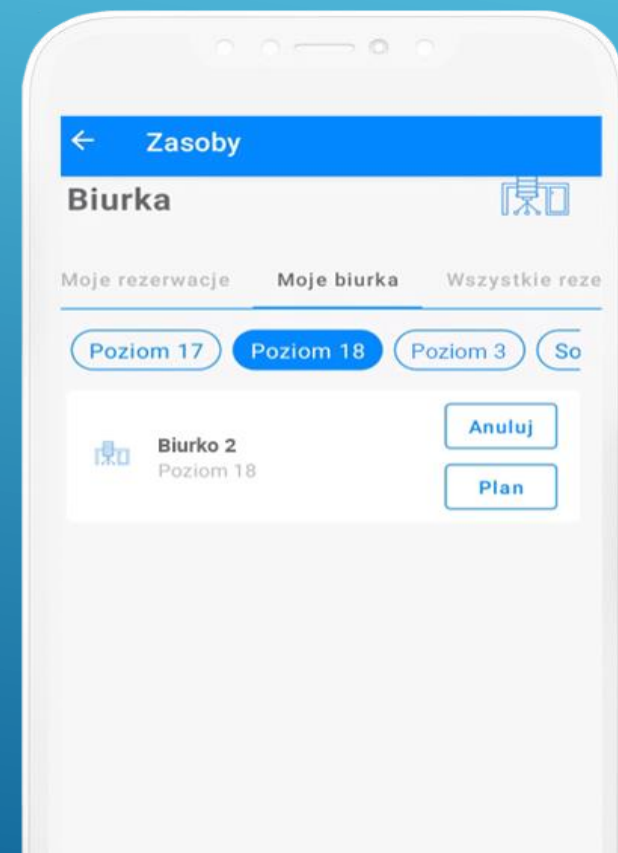 Zasoby
Biurka
Moje rezerwacje Moje biurka Wszystkie reze
Poziom 17 Poziom 18 Poziom 3 So
Biurko 2
Poziom 18
Anuluj
Plan